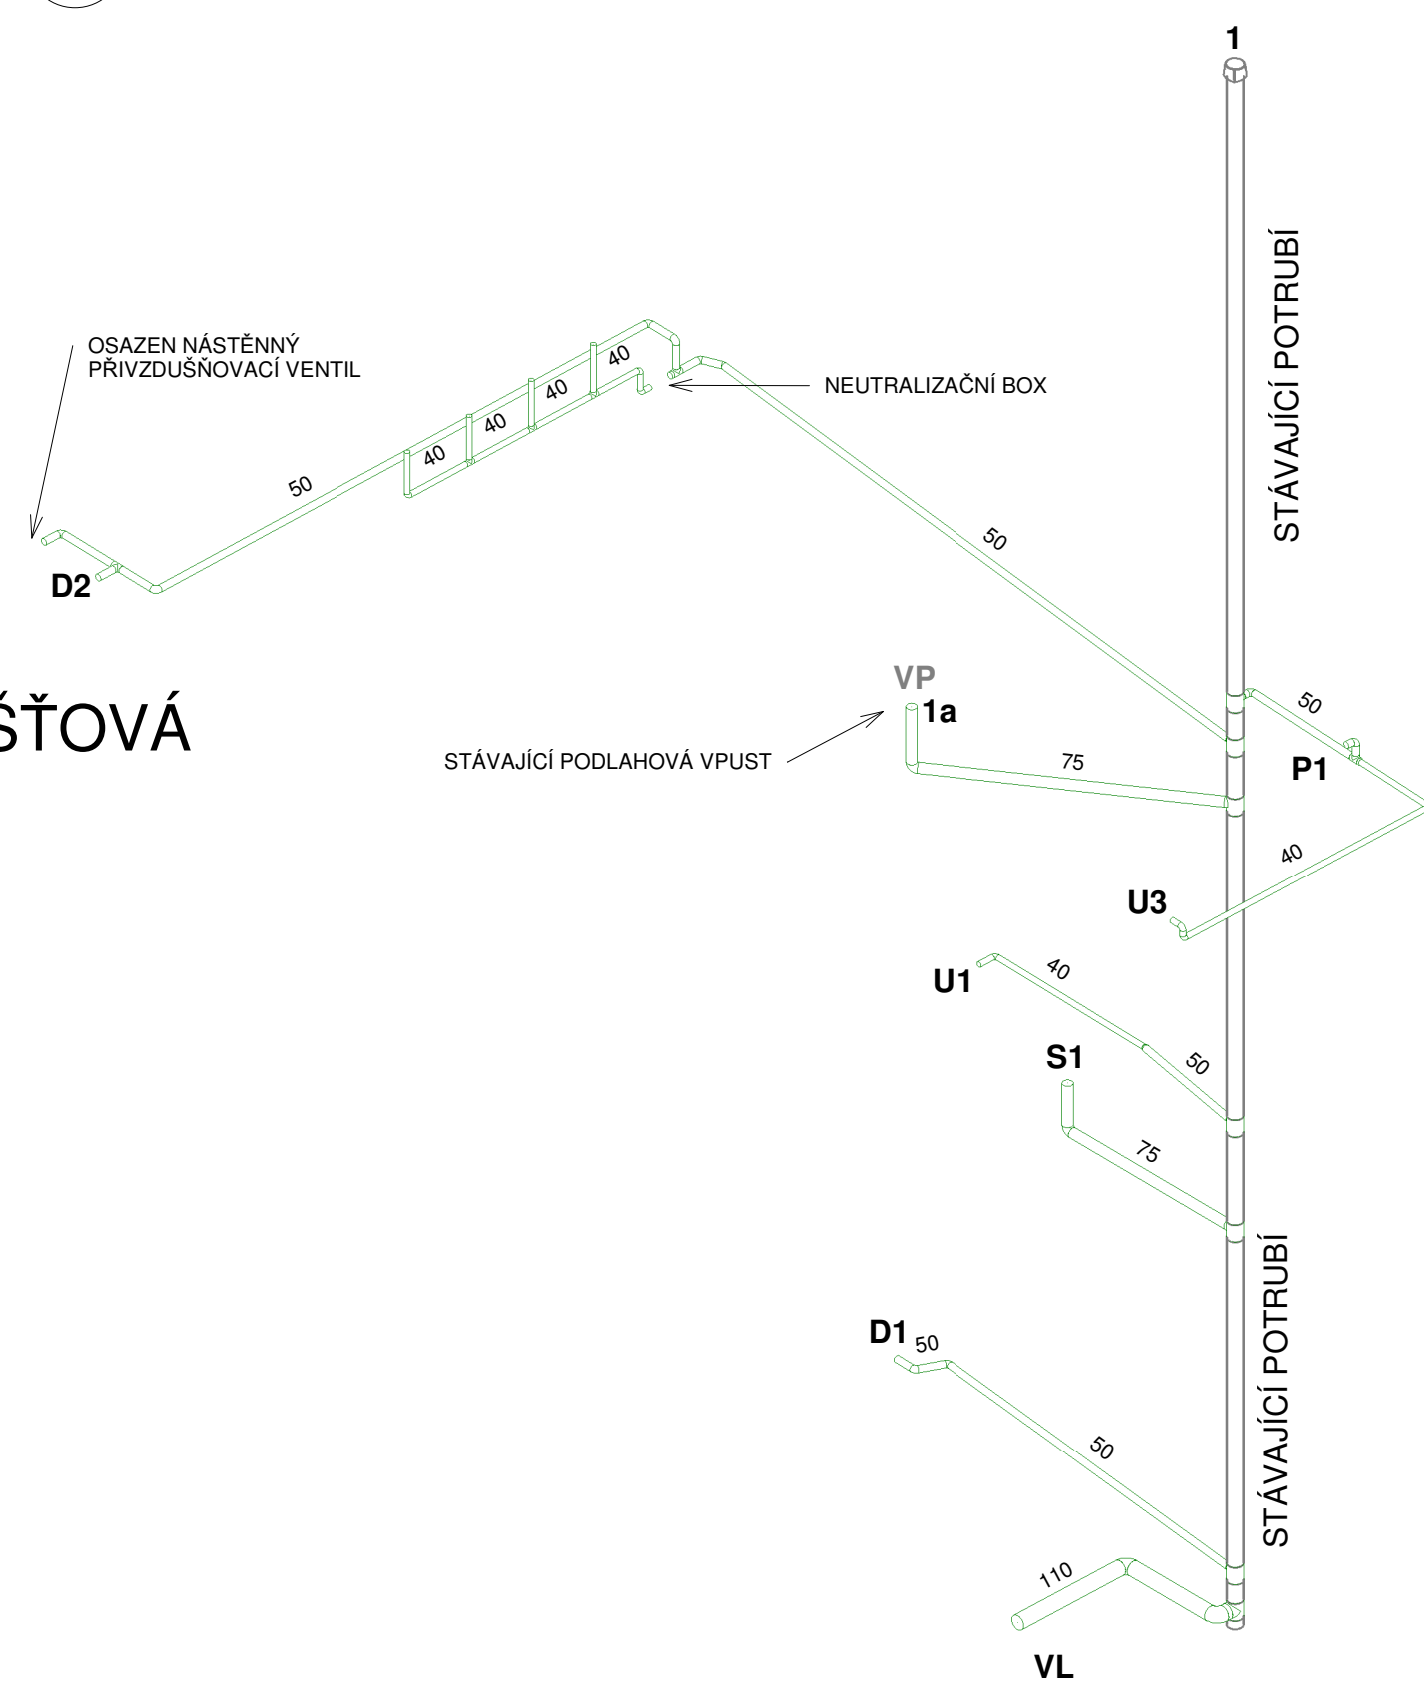 1
STÁVAJÍCÍ POTRUBÍ
OSAZEN NÁSTĚNNÝ
PŘIVZDUŠŇOVACÍ VENTIL
40
40
40
40
NEUTRALIZAČNÍ BOX
50
50
D2
VP
1a
50
ŠŤOVÁ
STÁVAJÍCÍ PODLAHOVÁ VPUST
75
P1
40
U3
U1
40
S1
50
75
STÁVAJÍCÍ POTRUBÍ
D1
50
50
110
VL